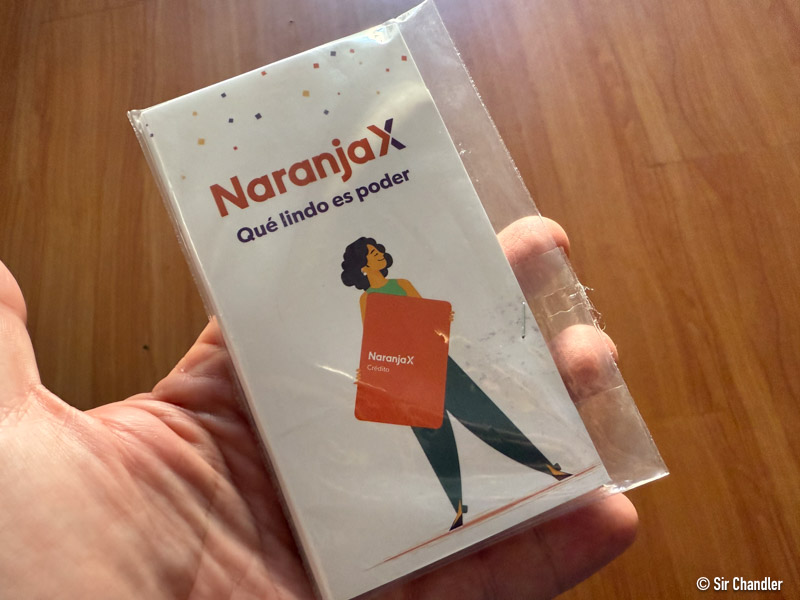 NaranjaX
Qué lindo es poder
NaranjaX
Crédito
© Sir Chandler